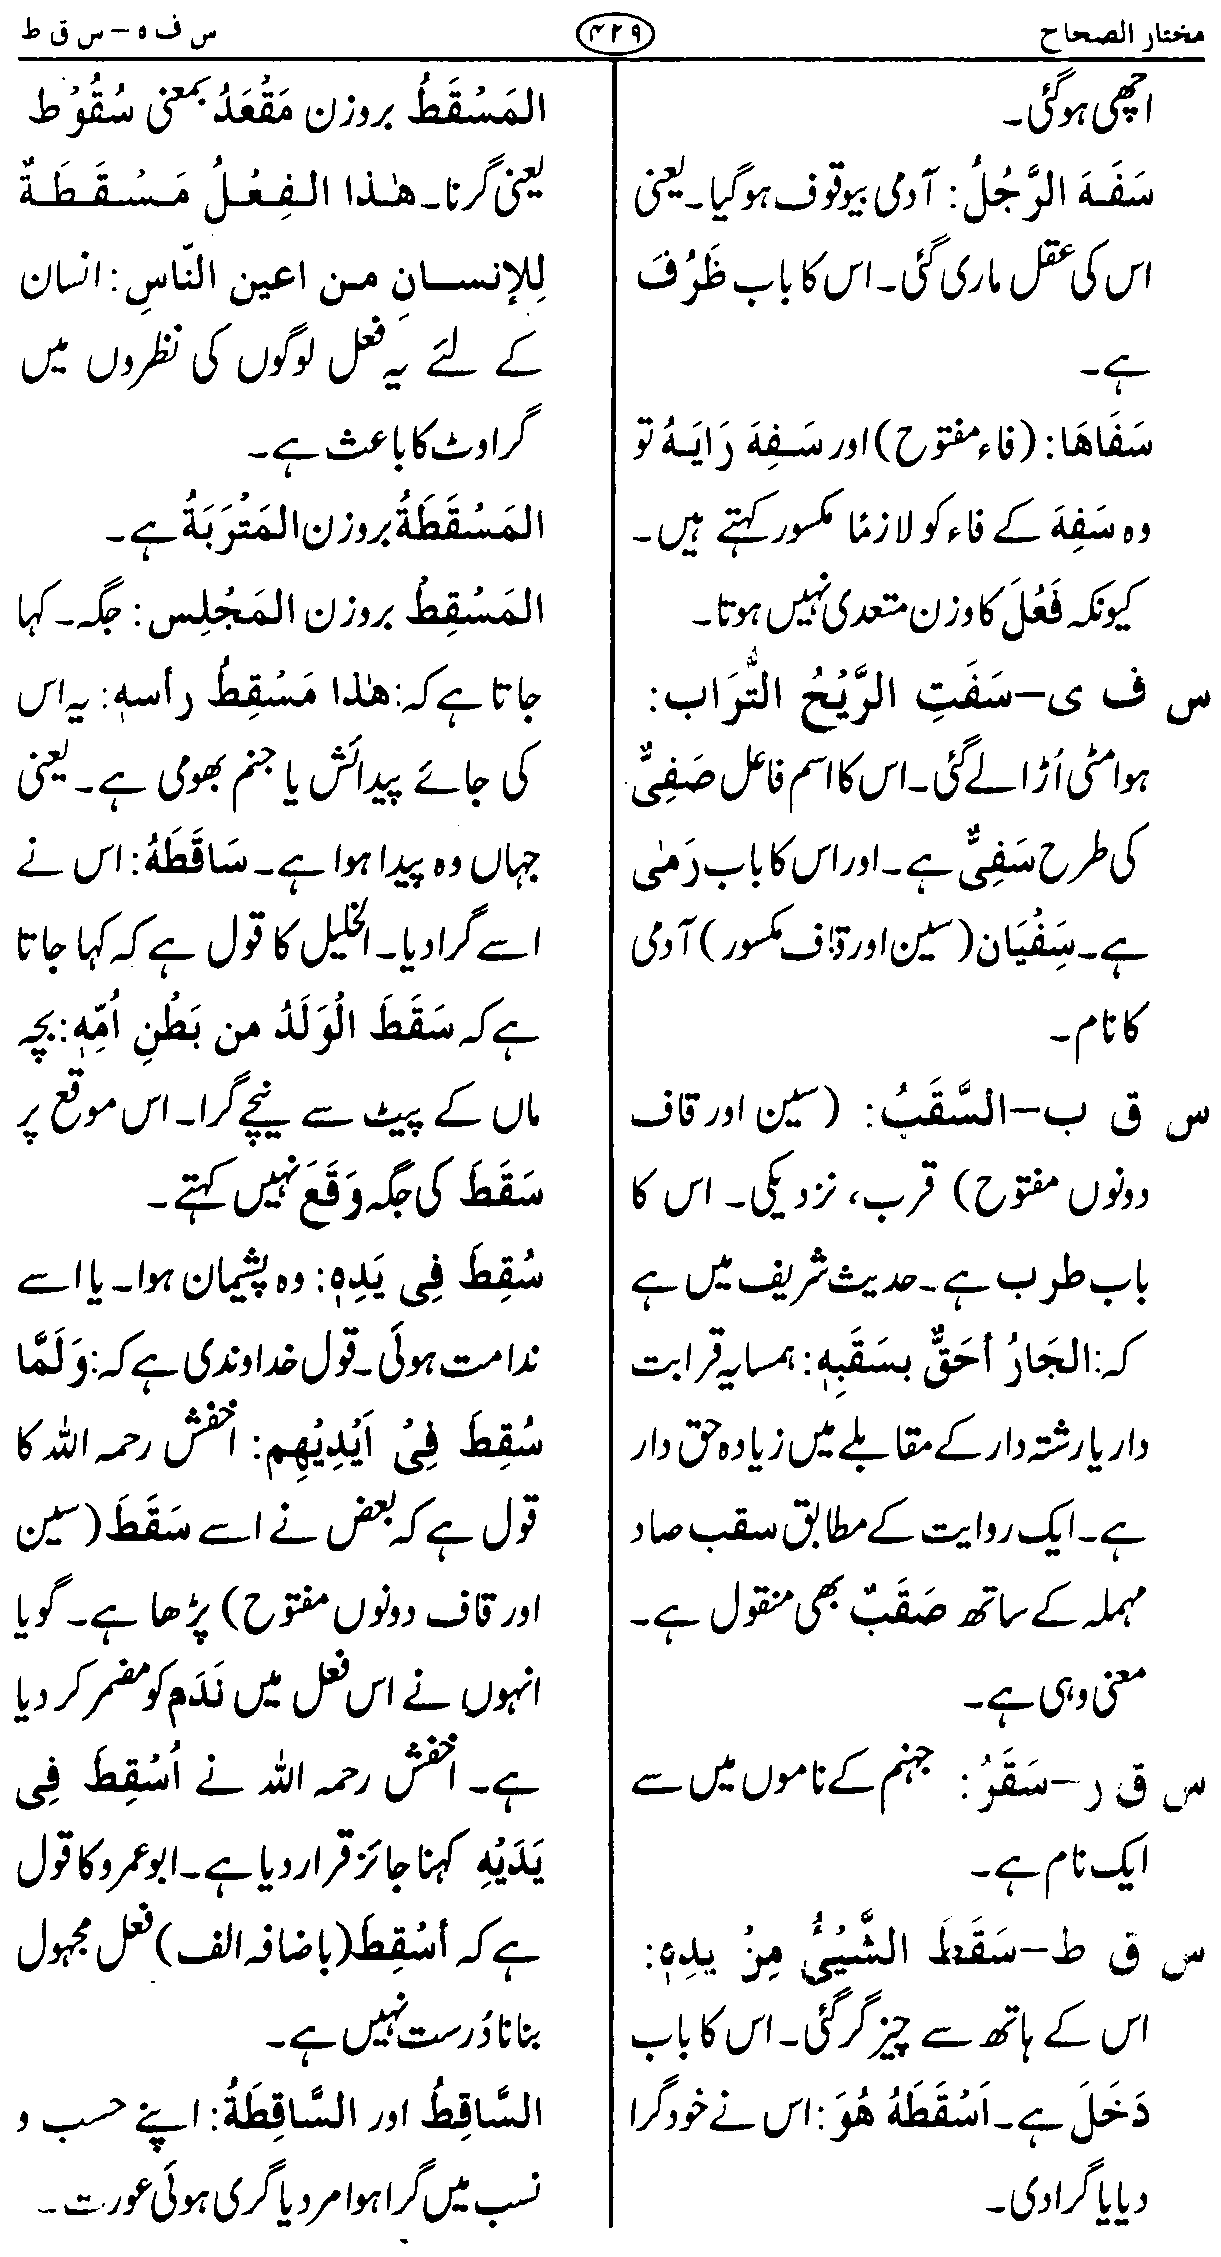 مختار الصحاح
۴۲۹
س ف ہ – س ق ط
اچھی ہوگئی۔
سَفَهَ الرَّجُلُ: آدمی بیوقوف ہوگیا۔ یعنی
اس کی عقل ماری گئی۔ اس کا باب ظَرُفَ
ہے۔
سَفَاهَا: (فاء مفتوح) اور سَفِهَ رَايَهُ تو
وہ سَفِهَ کے فاء کو لازمًا مکسور کہتے ہیں۔
کیونکہ فَعُلَ کا وزن متعدی نہیں ہوتا۔
س ف ی – سَفَتِ الرِّيْحُ التُّرَاب:
ہوا مٹی اُڑا لے گئی۔ اس کا اسم فاعل صَفِیٌّ
کی طرح سَفِیٌّ ہے۔ اور اس کا باب رَمٰی
ہے۔ سِفْيَان (سین اور قاف مکسور) آدمی
کا نام۔
س ق ب – السَّقَبُ: (سین اور قاف
دونوں مفتوح) قرب، نزدیکی۔ اس کا
باب طرب ہے۔ حدیث شریف میں ہے
کہ: الجَارُ أحَقُّ بسَقَبِهٖ: ہمسایہ قرابت
دار یا رشتہ دار کے مقابلے میں زیادہ حق دار
ہے۔ ایک روایت کے مطابق سقب صاد
مہملہ کے ساتھ صَقَبٌ بھی منقول ہے۔
معنی وہی ہے۔
س ق ر – سَقَرُ: جہنم کے ناموں میں سے
ایک نام ہے۔
س ق ط – سَقَطَ الشَّيْئُ مِنْ يدِهٖ:
اس کے ہاتھ سے چیز گر گئی۔ اس کا باب
دَخَلَ ہے۔ اَسْقَطَهُ هُوَ: اس نے خود گرا
دیا یا گرا دی۔
المَسْقَطُ بروزن مَقْعَدُ بمعنی سُقُوْط
یعنی گرنا۔ هٰذا الفِعْلُ مَسْقَطَةٌ
لِلإنسانِ من اعين النّاسِ: انسان
کے لئے یہ فعل لوگوں کی نظروں میں
گراوٹ کا باعث ہے۔
المَسْقَطَةُ بروزن المَتْرَبَةُ ہے۔
المَسْقِطُ بروزن المَجْلِس: جگہ۔ کہا
جاتا ہے کہ: هٰذا مَسْقِطُ رأسهٖ: یہ اس
کی جائے پیدائش یا جنم بھومی ہے۔ یعنی
جہاں وہ پیدا ہوا ہے۔ سَاقَطَهُ: اس نے
اسے گرا دیا۔ الخلیل کا قول ہے کہ کہا جاتا
ہے کہ سَقَطَ الْوَلَدُ من بَطْنِ اُمِّهٖ: بچہ
ماں کے پیٹ سے نیچے گرا۔ اس موقع پر
سَقَطَ کی جگہ وَقَعَ نہیں کہتے۔
سُقِطَ فِى يَدِهٖ: وہ پشیمان ہوا۔ یا اسے
ندامت ہوئی۔ قول خداوندی ہے کہ: وَلَمَّا
سُقِطَ فِىْ اَيْدِيْهِم: اخفش رحمہ اللہ کا
قول ہے کہ بعض نے اسے سَقَطَ (سین
اور قاف دونوں مفتوح) پڑھا ہے۔ گویا
انہوں نے اس فعل میں نَدَم کو مضمر کر دیا
ہے۔ اخفش رحمہ اللہ نے اُسْقِطَ فِى
يَدَيْهِ کہنا جائز قرار دیا ہے۔ ابو عمرو کا قول
ہے کہ أسْقِطَ (باضافہ الف) فعل مجہول
بنانا دُرست نہیں ہے۔
السَّاقِطُ اور السَّاقِطَةُ: اپنے حسب و
نسب میں گرا ہوا مرد یا گری ہوئی عورت۔